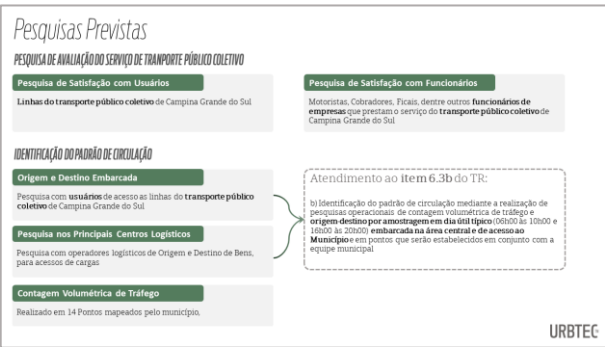 Pesquisas Previstas
PESQUISA DE AVALIAÇÃO DO SERVIÇO DE TRANPORTE PÚBLICO COLETIVO
Pesquisa de Satisfação com Usuários
Linhas do transporte público coletivo de Campina Grande do Sul
Pesquisa de Satisfação com Funcionários
Motoristas, Cobradores, Ficais, dentre outros funcionários de
empresas que prestam o serviço do transporte público coletivo de
Campina Grande do Sul
IDENTIFICAÇÃO DO PADRÃO DE CIRCULAÇÃO
Origem e Destino Embarcada
Pesquisa com usuários de acesso as linhas do transporte público
coletivo de Campina Grande do Sul
Pesquisa nos Principais Centros Logísticos
Pesquisa com operadores logísticos de Origem e Destino de Bens,
para acessos de cargas
Contagem Volumétrica de Tráfego
Realizado em 14 Pontos mapeados pelo município,
Atendimento ao item 6.3b do TR:
b) Identificação do padrão de circulação mediante a realização de
pesquisas operacionais de contagem volumétrica de tráfego e
origem-destino por amostragem em dia útil típico (06h00 às 10h00 e
16h00 às 20h00) embarcada na área central e de acesso ao
Município e em pontos que serão estabelecidos em conjunto com a
equipe municipal
URBTEC